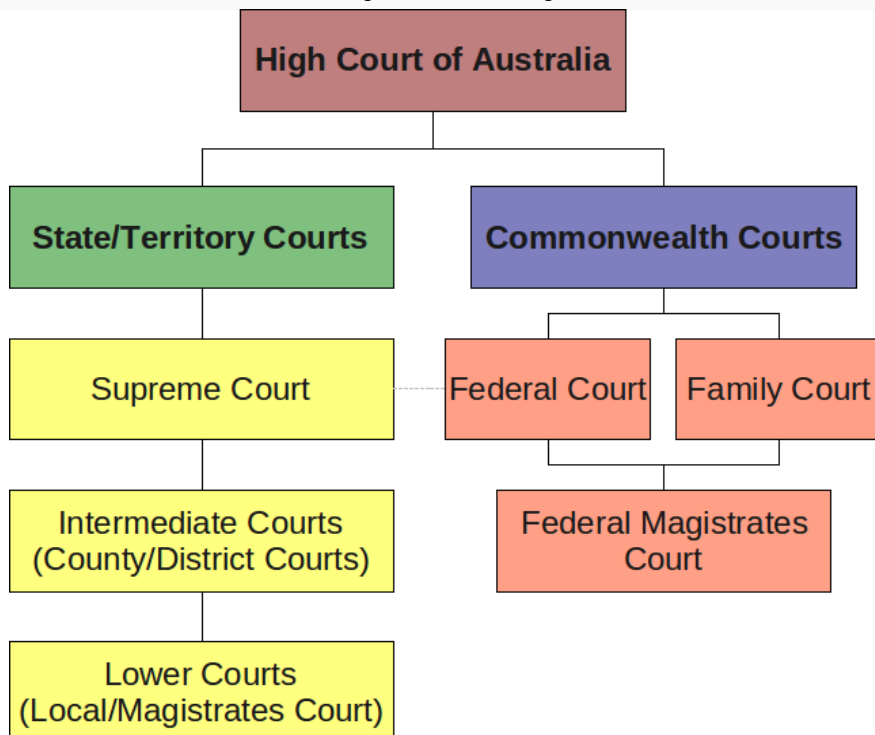 High Court of Australia
State/Territory Courts
Commonwealth Courts
Supreme Court
Federal Court
Family Court
Intermediate Courts
(County/District Courts)
Federal Magistrates
Court
Lower Courts
(Local/Magistrates Court)